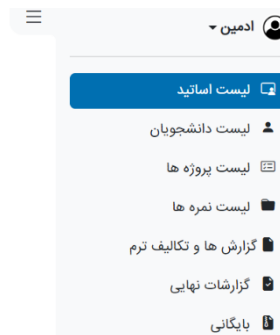 ادمین
لیست اساتید
لیست دانشجویان
لیست پروژه ها
لیست نمره ها
گزارش ها و تکالیف ترم
گزارشات نهایی
بایگانی